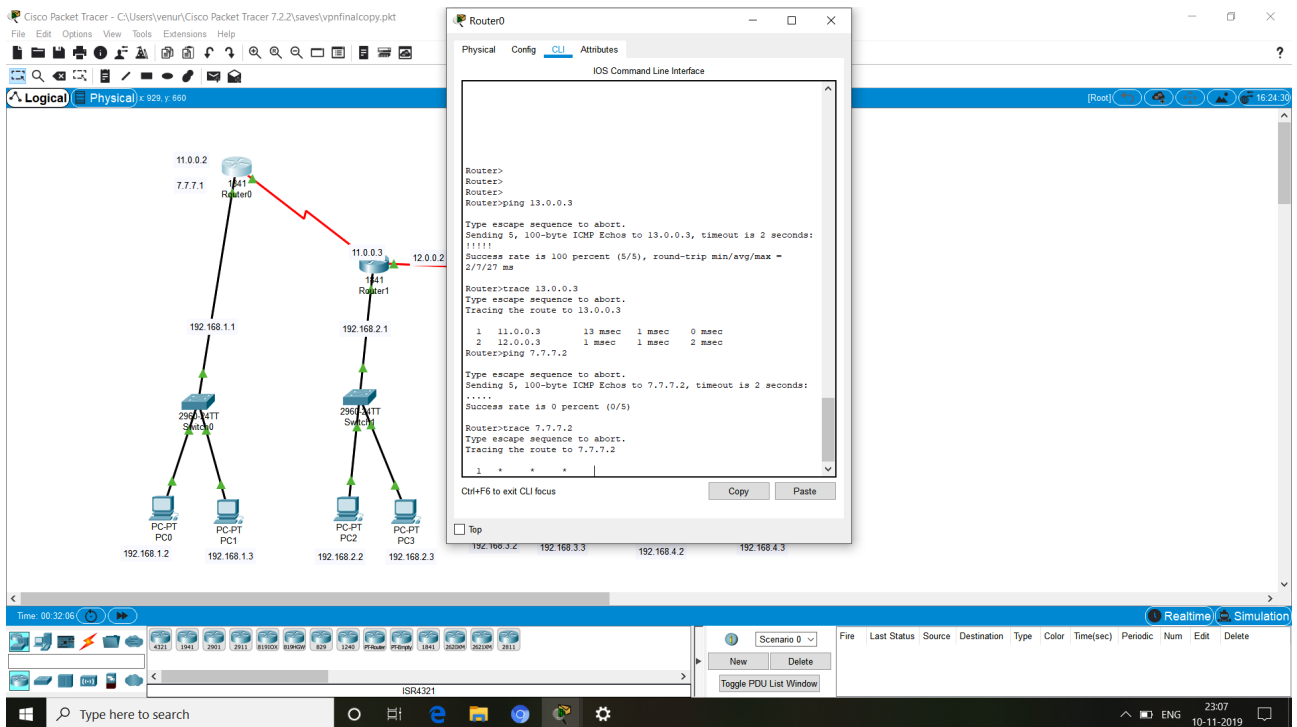 Cisco Packet Tracer - C:\Users\venur\Cisco Packet Tracer 7.2.2\saves\vpnfinalcopy.pkt
File Edit Options View Tools Extensions Help
?
Logical
Physical
x: 929, y: 660
[Root]
16:24:30
11.0.0.2
7.7.7.1
1841
Router0
11.0.0.3
12.0.0.2
1841
Router1
192.168.1.1
192.168.2.1
2960-24TT
Switch0
2960-24TT
Switch1
PC-PT
PC0
PC-PT
PC1
PC-PT
PC2
PC-PT
PC3
192.168.1.2
192.168.1.3
192.168.2.2
192.168.2.3
192.168.3.2
192.168.3.3
192.168.4.2
192.168.4.3
Router0
Physical Config CLI Attributes
IOS Command Line Interface
Router>
Router>
Router>
Router>ping 13.0.0.3
Type escape sequence to abort.
Sending 5, 100-byte ICMP Echos to 13.0.0.3, timeout is 2 seconds:
!!!!!
Success rate is 100 percent (5/5), round-trip min/avg/max =
2/7/27 ms
Router>trace 13.0.0.3
Type escape sequence to abort.
Tracing the route to 13.0.0.3
1 11.0.0.3 13 msec 1 msec 0 msec
2 12.0.0.3 1 msec 1 msec 2 msec
Router>ping 7.7.7.2
Type escape sequence to abort.
Sending 5, 100-byte ICMP Echos to 7.7.7.2, timeout is 2 seconds:
.....
Success rate is 0 percent (0/5)
Router>trace 7.7.7.2
Type escape sequence to abort.
Tracing the route to 7.7.7.2
1 * * *
Ctrl+F6 to exit CLI focus
Copy
Paste
Top
Time: 00:32:06
Realtime
Simulation
4321 1941 2901 2911 819IOX 819HGW 829 1240 PT-Router PT-Empty 1841 2620XM 2621XM 2811
ISR4321
Scenario 0
New
Delete
Toggle PDU List Window
Fire Last Status Source Destination Type Color Time(sec) Periodic Num Edit Delete
Type here to search
ENG
23:07
10-11-2019